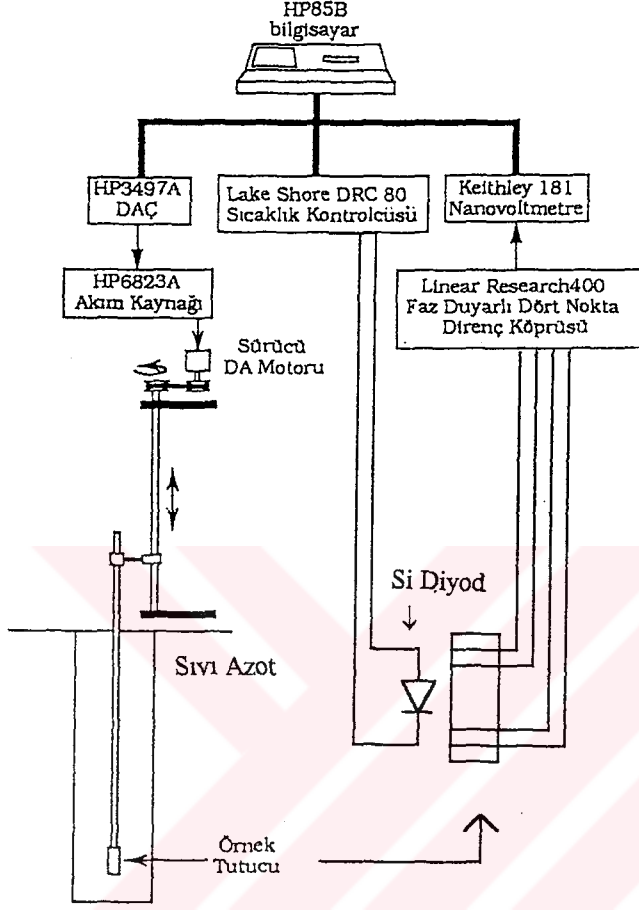 HP85B
bilgisayar
HP3497A
DAÇ
Lake Shore DRC 80
Sıcaklık Kontrolcüsü
Keithley 181
Nanovoltmetre
HP6823A
Akım Kaynağı
Linear Research400
Faz Duyarlı Dört Nokta
Direnç Köprüsü
Sürücü
DA Motoru
Si Diyod
Sıvı Azot
Örnek
Tutucu